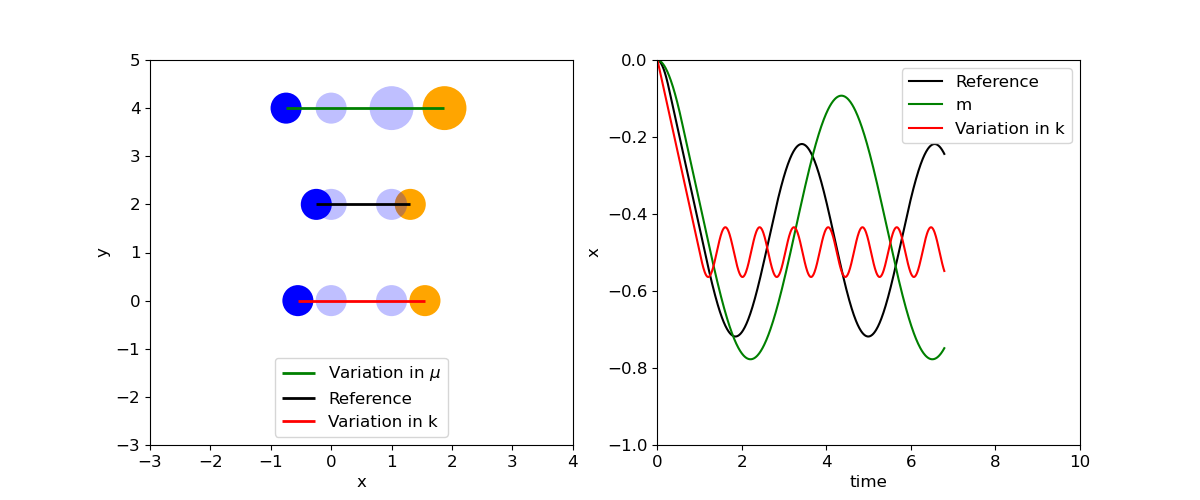 5
4
3
2
1
0
−1
−2
−3
−3 −2 −1 0 1 2 3 4
x
y
Variation in μ
Reference
Variation in k
0.0
−0.2
−0.4
−0.6
−0.8
−1.0
0 2 4 6 8 10
time
x
Reference
m
Variation in k